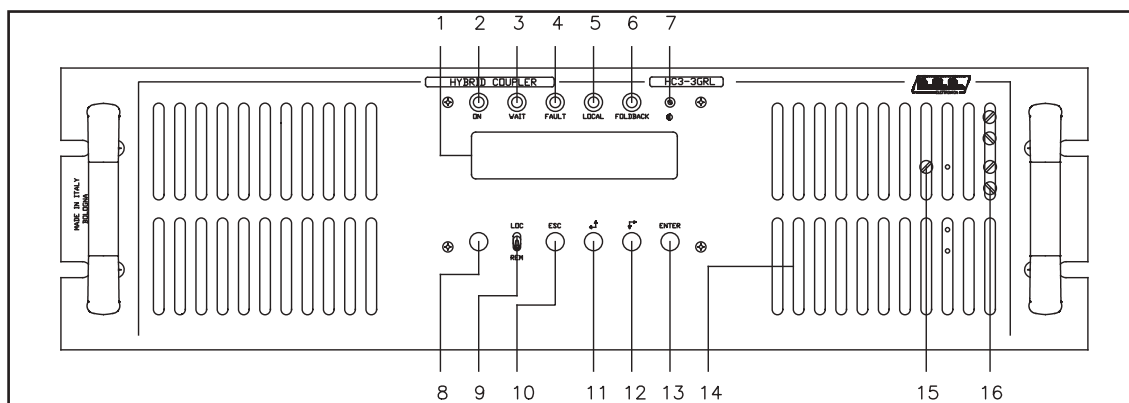 1 2 3 4 5 6 7
HYBRID COUPLER HC3-3GRL
ON WAIT FAULT LOCAL FOLDBACK
MADE IN ITALY
BOLOGNA
LOC ESC ENTER
REM
8 9 10 11 12 13 14 15 16